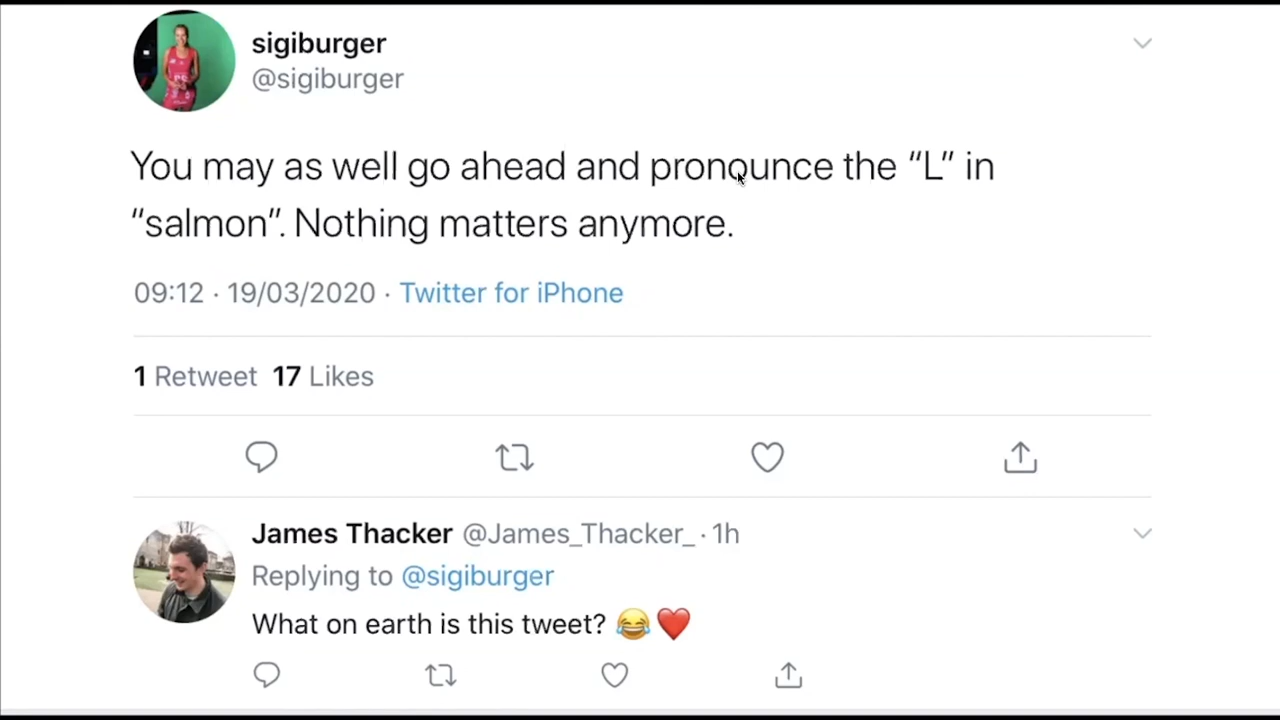 sigiburger
@sigiburger
You may as well go ahead and pronounce the “L” in
“salmon”. Nothing matters anymore.
09:12 · 19/03/2020 · Twitter for iPhone
1 Retweet 17 Likes
James Thacker @James_Thacker_ · 1h
Replying to @sigiburger
What on earth is this tweet? 😂❤️